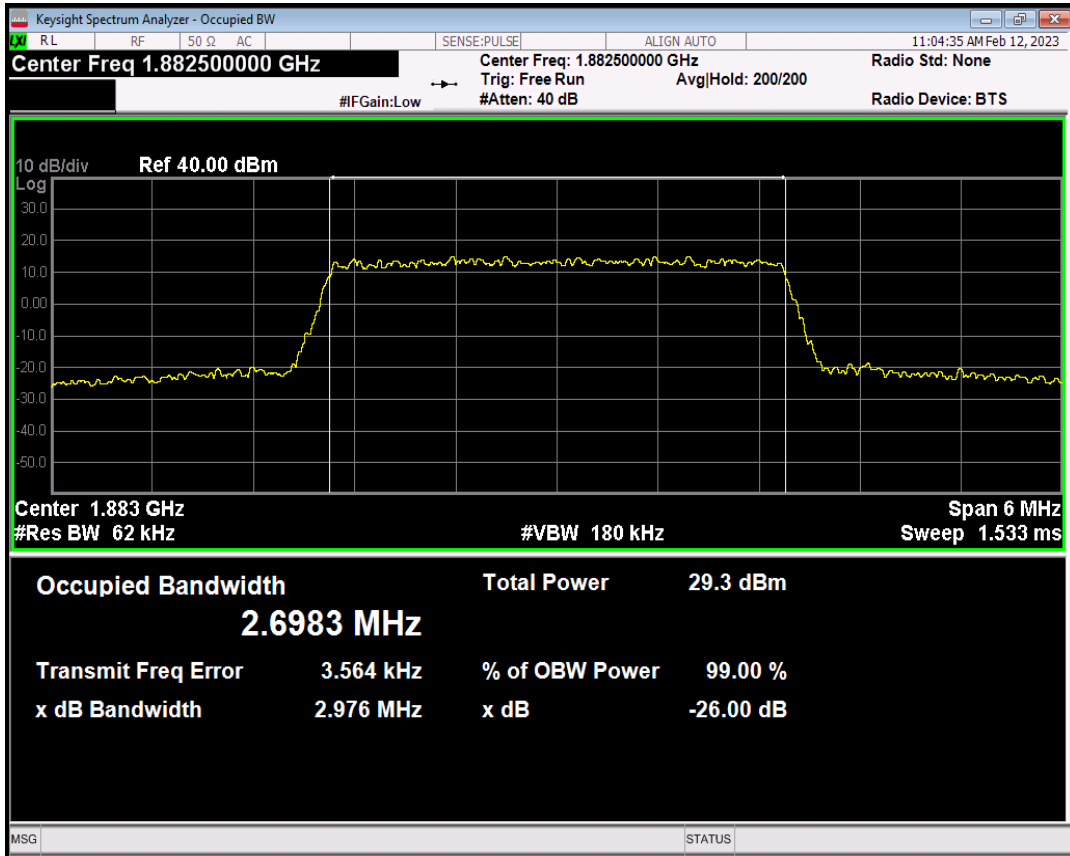 Keysight Spectrum Analyzer - Occupied BW
LXI RL RF 50 Ω AC SENSE:PULSE ALIGN AUTO 11:04:35 AM Feb 12, 2023
Center Freq 1.882500000 GHz Center Freq: 1.882500000 GHz Radio Std: None
Trig: Free Run Avg|Hold: 200/200
#IFGain:Low #Atten: 40 dB Radio Device: BTS
10 dB/div Ref 40.00 dBm
Log
30.0
20.0
10.0
0.00
-10.0
-20.0
-30.0
-40.0
-50.0
Center 1.883 GHz Span 6 MHz
#Res BW 62 kHz #VBW 180 kHz Sweep 1.533 ms
Occupied Bandwidth Total Power 29.3 dBm
2.6983 MHz
Transmit Freq Error 3.564 kHz % of OBW Power 99.00 %
x dB Bandwidth 2.976 MHz x dB -26.00 dB
MSG STATUS